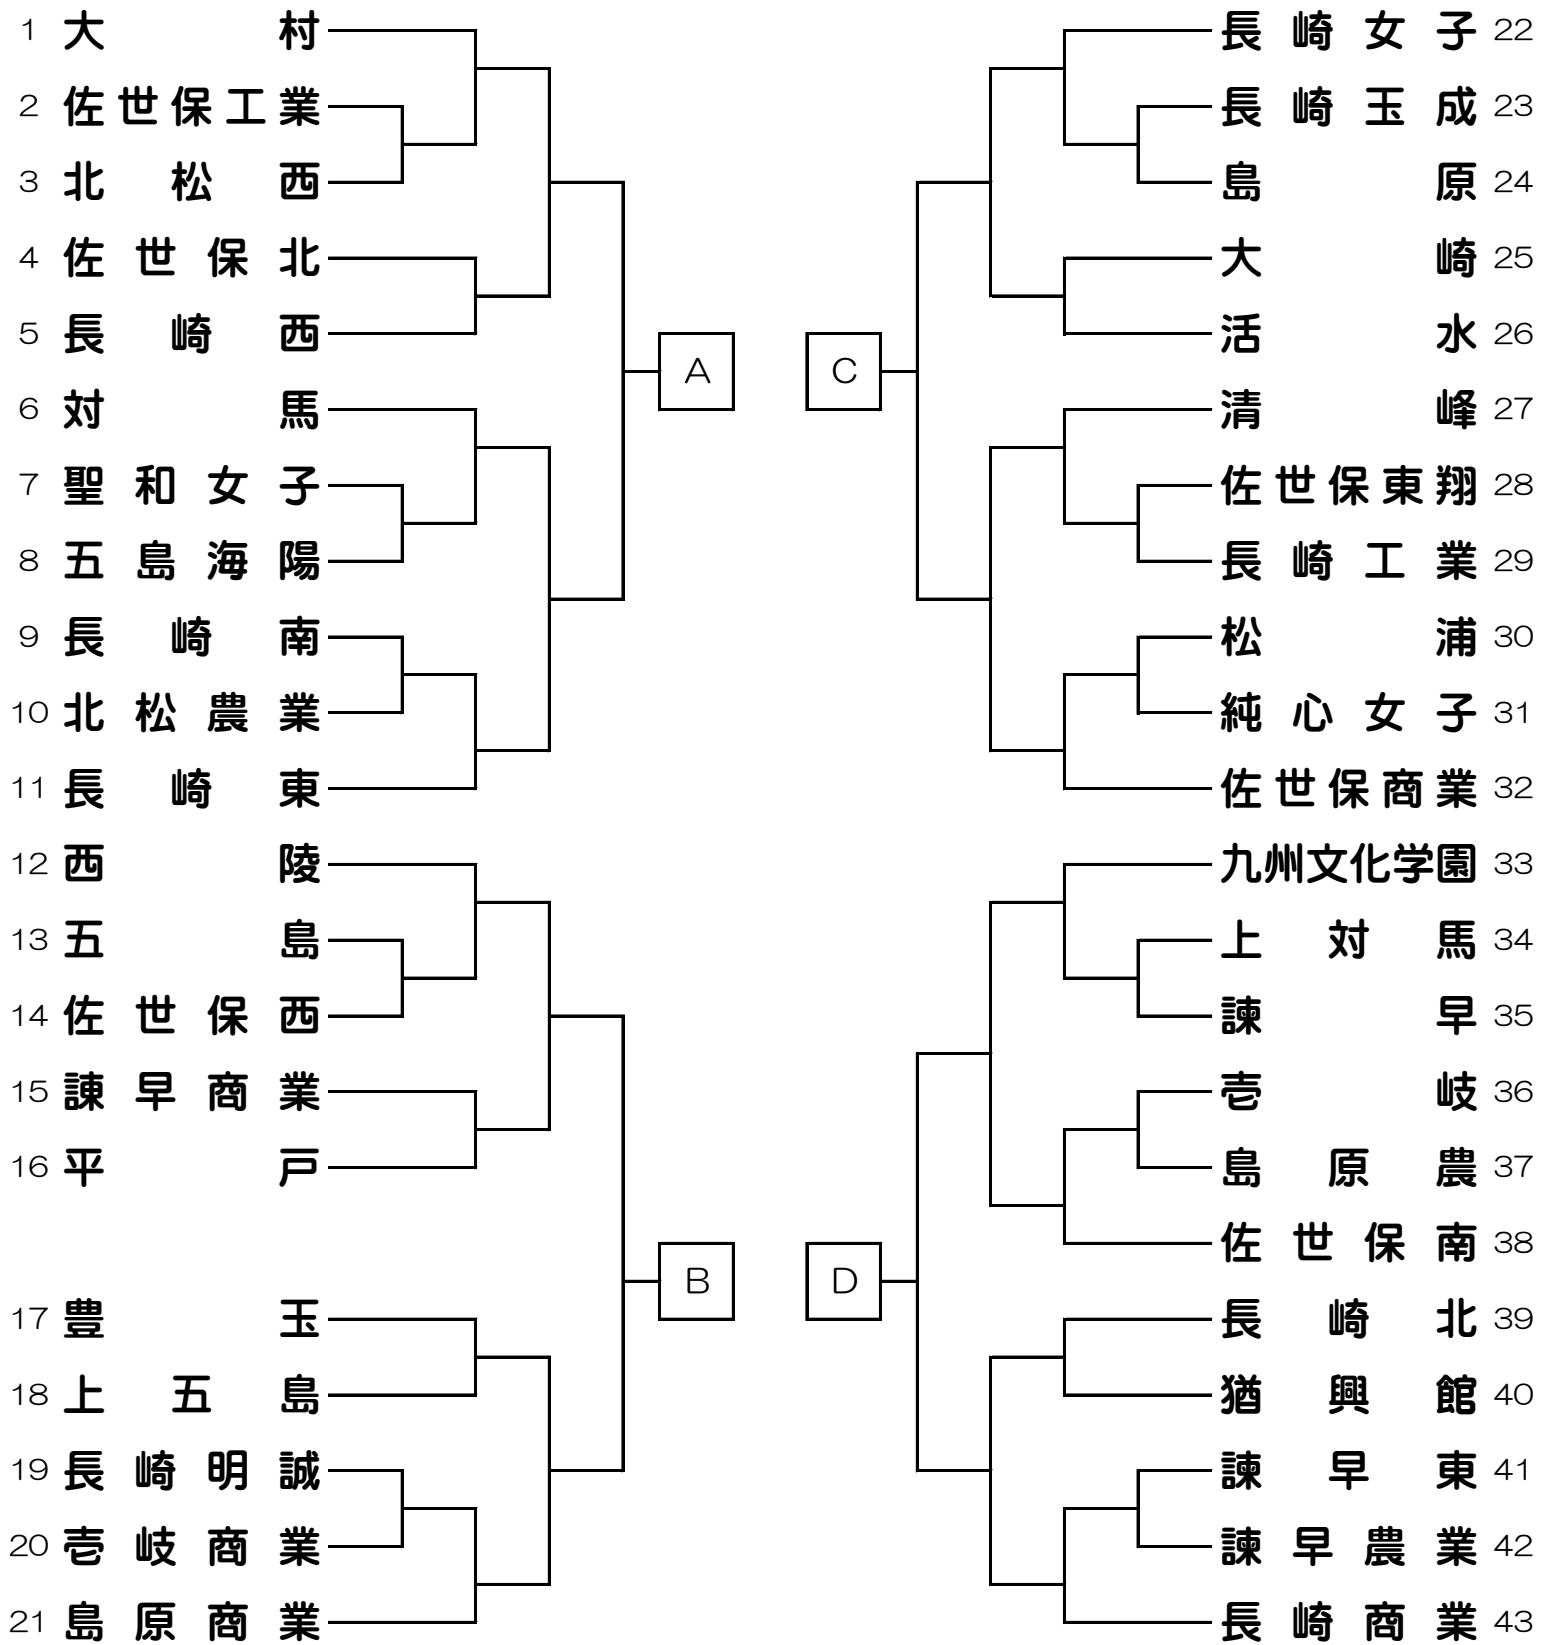 1 大村
2 佐世保工業
3 北松西
4 佐世保北
5 長崎西
6 対馬
7 聖和女子
8 五島海陽
9 長崎南
10 北松農業
11 長崎東
12 西陵
13 五島
14 佐世保西
15 諫早商業
16 平戸
17 豊玉
18 上五島
19 長崎明誠
20 壱岐商業
21 島原商業
A
B
C
D
長崎女子 22
長崎玉成 23
島原 24
大崎 25
活水 26
清峰 27
佐世保東翔 28
長崎工業 29
松浦 30
純心女子 31
佐世保商業 32
九州文化学園 33
上対馬 34
諫早 35
壱岐 36
島原農 37
佐世保南 38
長崎北 39
猶興館 40
諫早東 41
諫早農業 42
長崎商業 43